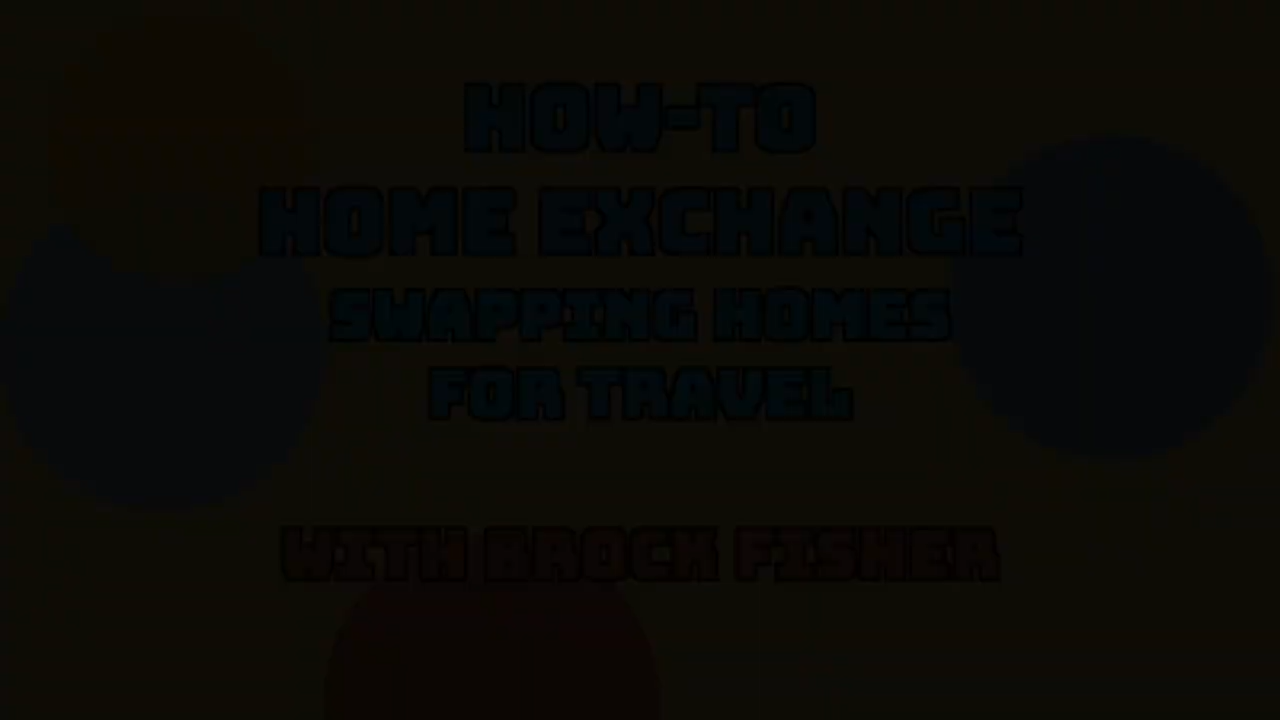 HOW-TO
HOME EXCHANGE
SWAPPING HOMES
FOR TRAVEL
WITH BROCK FISHER